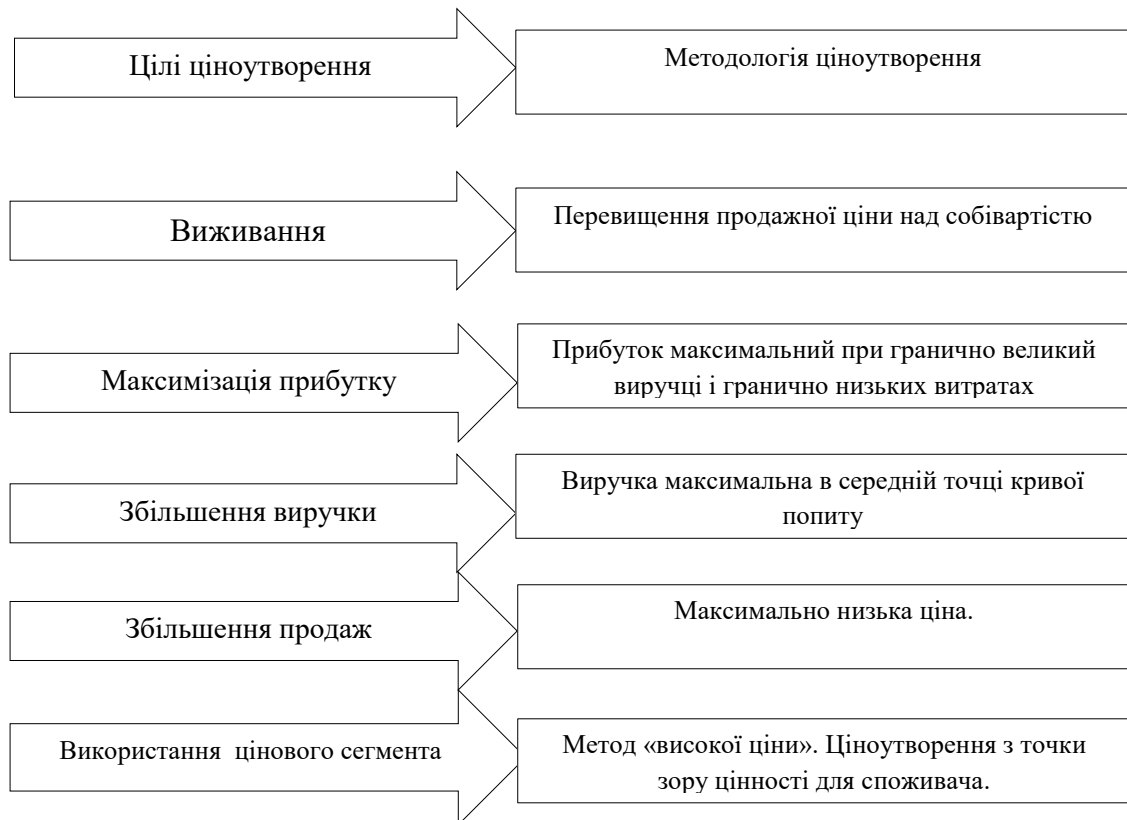 Цілі ціноутворення
Методологія ціноутворення
Виживання
Перевищення продажної ціни над собівартістю
Максимізація прибутку
Прибуток максимальний при гранично великий
виручці і гранично низьких витратах
Збільшення виручки
Виручка максимальна в середній точці кривої
попиту
Збільшення продаж
Максимально низька ціна.
Використання цінового сегмента
Метод «високої ціни». Ціноутворення з точки
зору цінності для споживача.